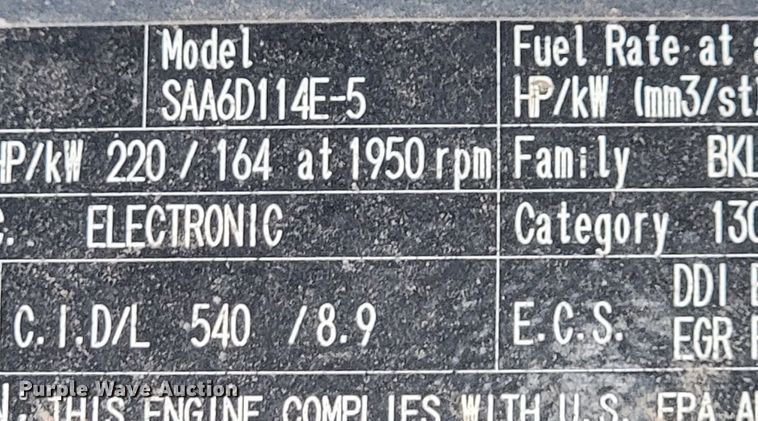 Model
SAA6D114E-5
Fuel Rate at
HP/kW (mm3/st)
HP/kW 220 / 164 at 1950 rpm
Family BKL
ELECTRONIC
Category 130
C.I.D/L 540 /8.9
E.C.S. DDI
EGR
THIS ENGINE COMPLIES WITH U.S. EPA
Purple Wave Auction